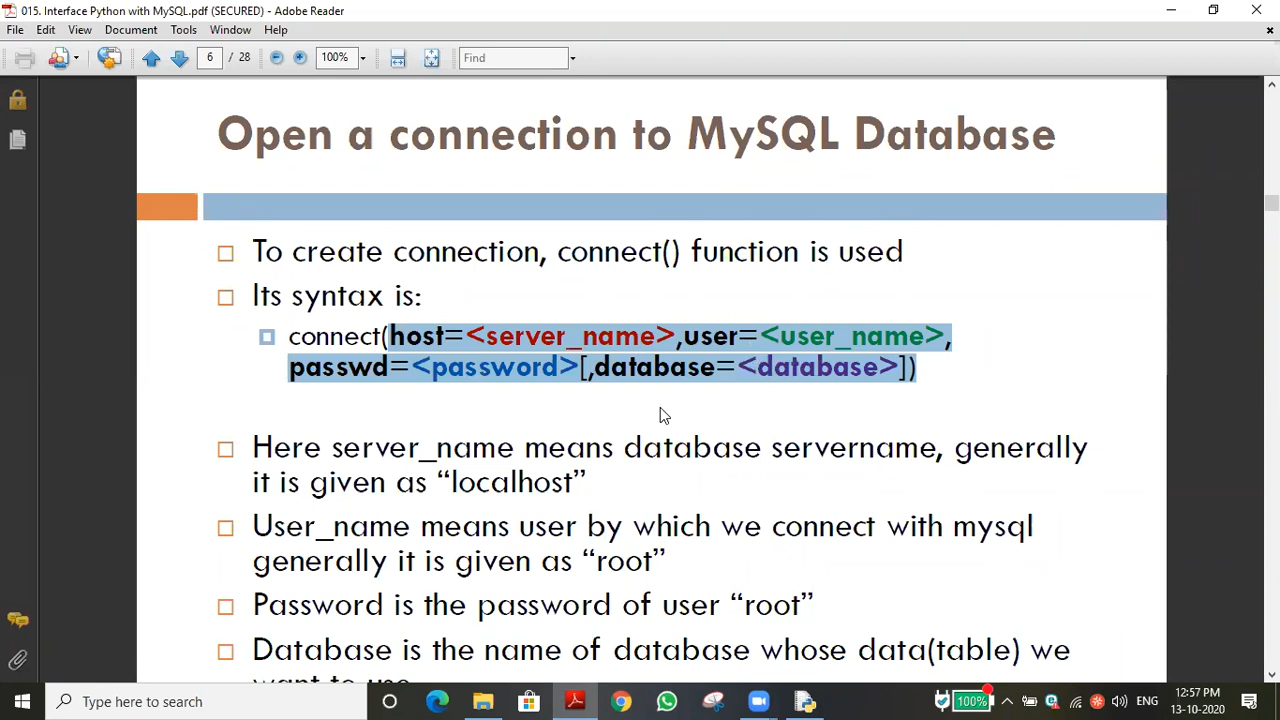 015. Interface Python with MySQL.pdf (SECURED) - Adobe Reader
File Edit View Document Tools Window Help
6 / 28 100% Find
Open a connection to MySQL Database
To create connection, connect() function is used
Its syntax is:
connect(host=<server_name>,user=<user_name>,
passwd=<password>[,database=<database>])
Here server_name means database servername, generally
it is given as “localhost”
User_name means user by which we connect with mysql
generally it is given as “root”
Password is the password of user “root”
Database is the name of database whose data(table) we
want to use
Type here to search
100%
ENG
12:57 PM
13-10-2020